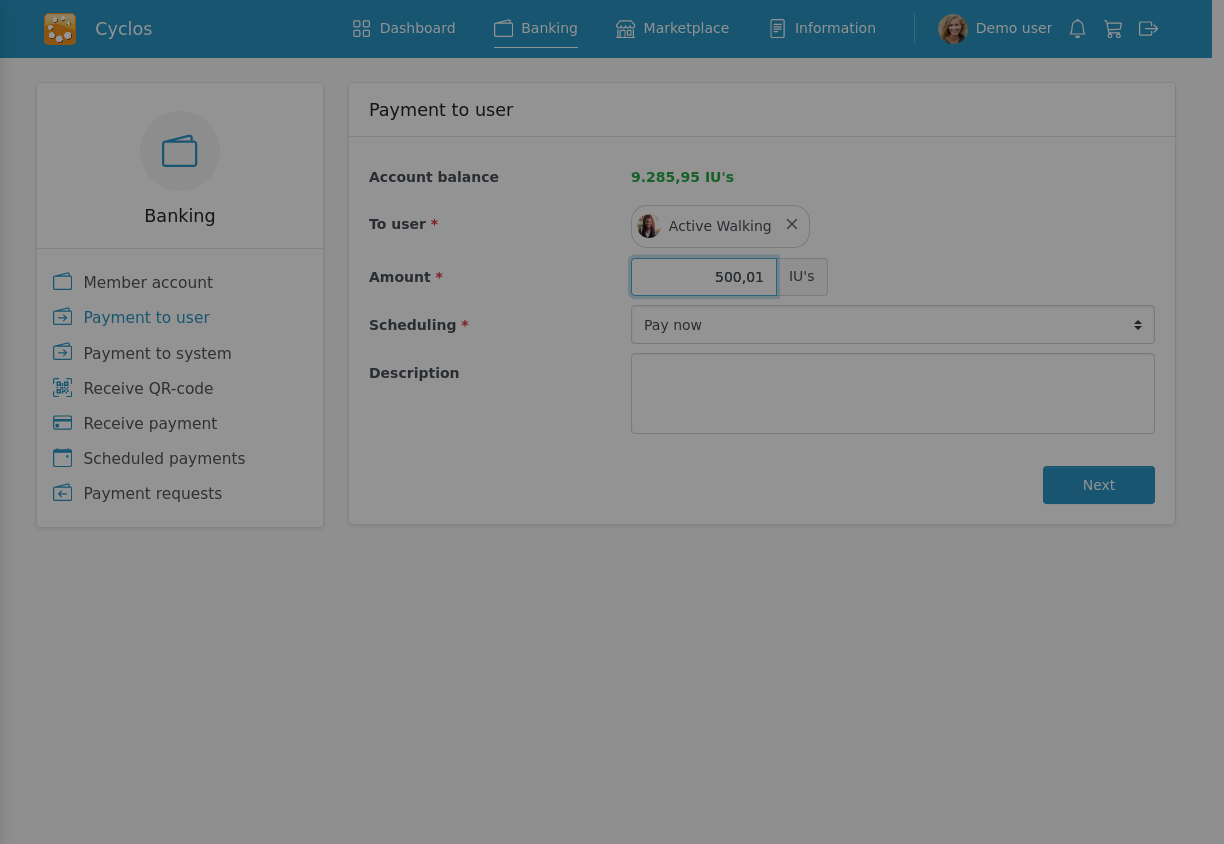 Cyclos
Dashboard
Banking
Marketplace
Information
Demo user
Banking
Member account
Payment to user
Payment to system
Receive QR-code
Receive payment
Scheduled payments
Payment requests
Payment to user
Account balance 9.285,95 IU's
To user * Active Walking
Amount * 500,01 IU's
Scheduling * Pay now
Description
Next